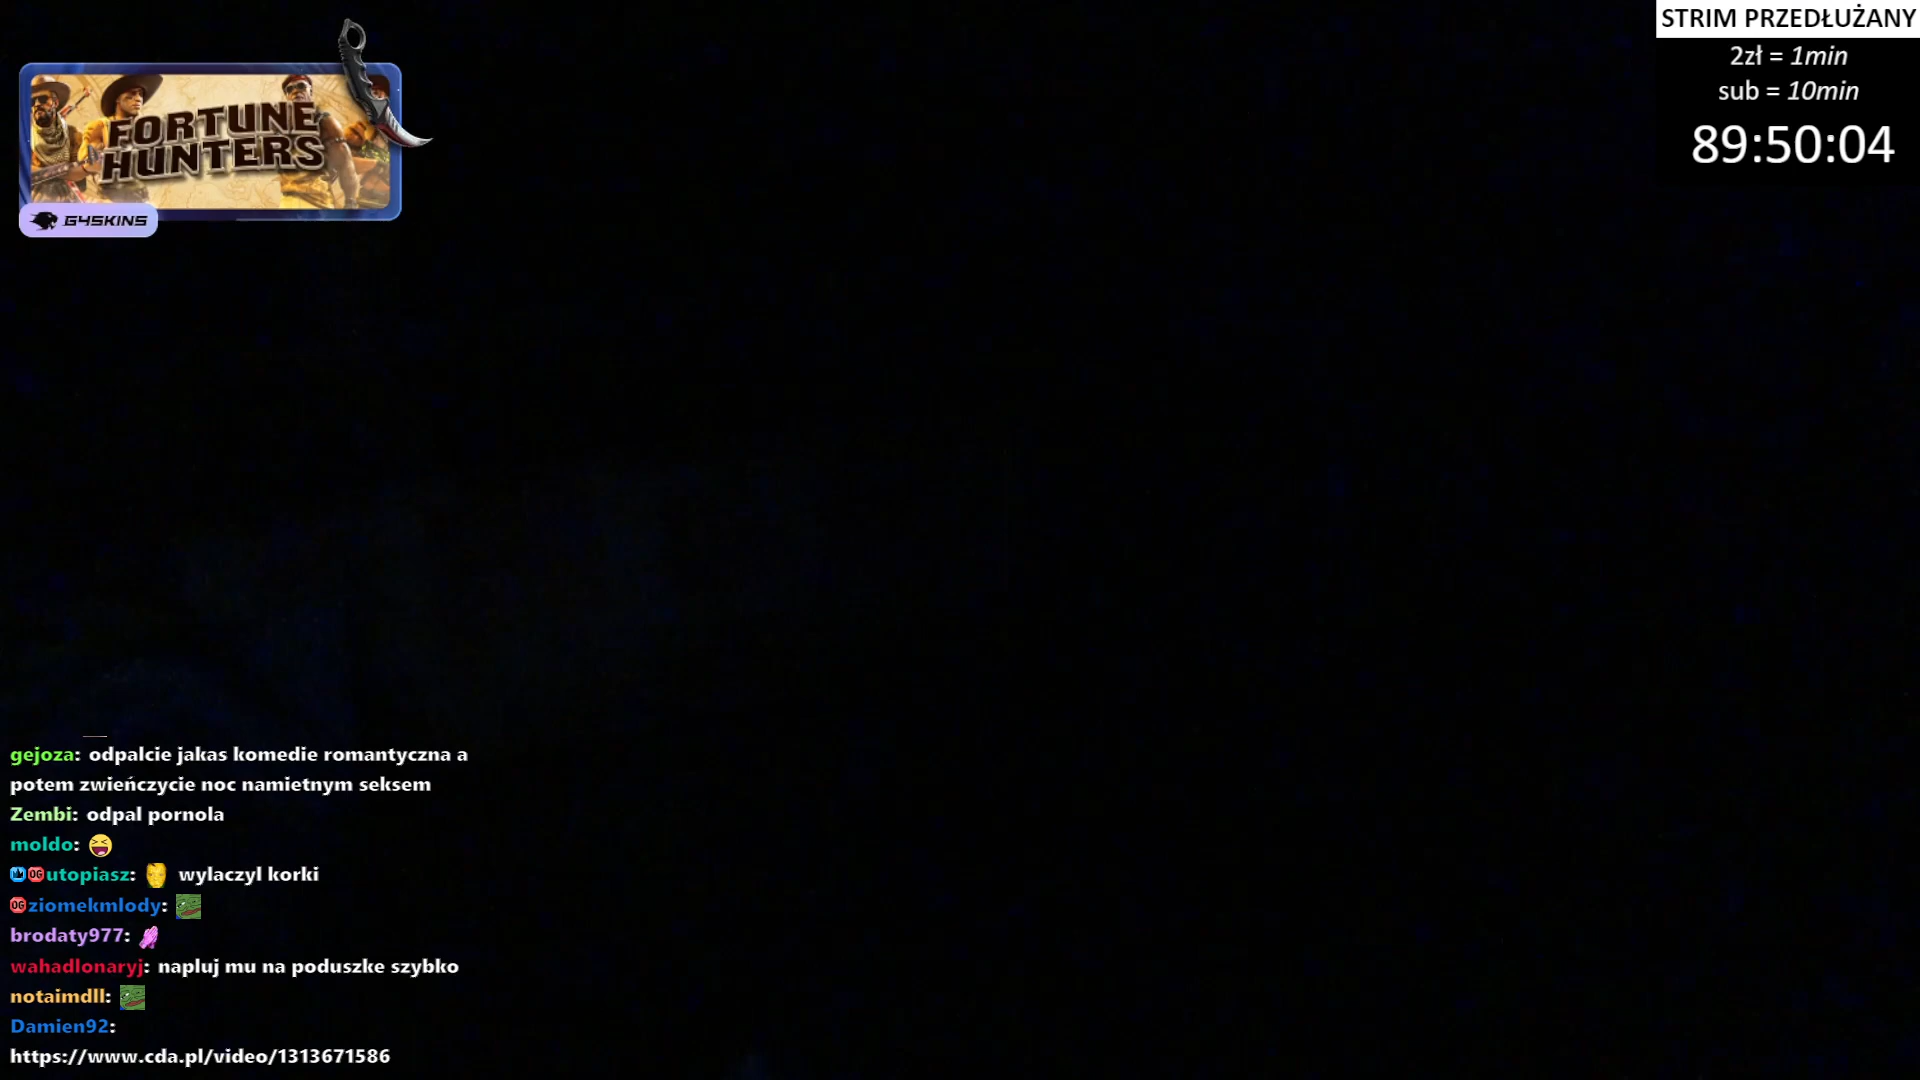 STRIM PRZEDŁUŻANY
2zł = 1min
sub = 10min
89:50:04
FORTUNE
HUNTERS
G4SKINS
gejoza: odpalcie jakas komedie romantyczna a
potem zwieńczycie noc namietnym seksem
Zembi: odpal pornola
moldo:
OG utopiasz: wylaczyl korki
OG ziomekmlody:
brodaty977:
wahadlonaryj: napluj mu na poduszke szybko
notaimdll:
Damien92:
https://www.cda.pl/video/1313671586